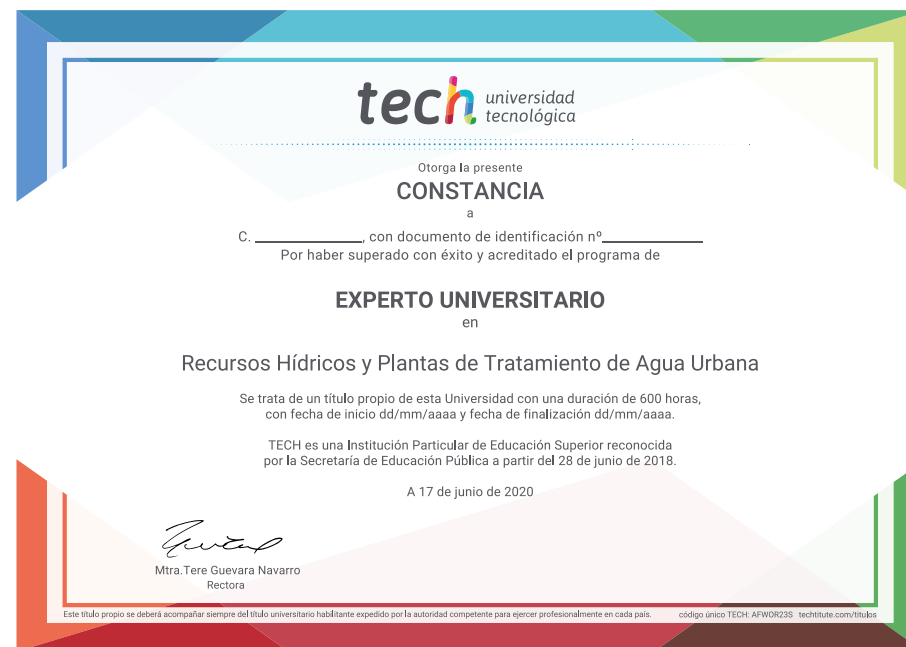 tech universidad
tecnológica
Otorga la presente
CONSTANCIA
a
C. ______________, con documento de identificación nº_____________
Por haber superado con éxito y acreditado el programa de
EXPERTO UNIVERSITARIO
en
Recursos Hídricos y Plantas de Tratamiento de Agua Urbana
Se trata de un título propio de esta Universidad con una duración de 600 horas,
con fecha de inicio dd/mm/aaaa y fecha de finalización dd/mm/aaaa.
TECH es una Institución Particular de Educación Superior reconocida
por la Secretaría de Educación Pública a partir del 28 de junio de 2018.
A 17 de junio de 2020
Mtra.Tere Guevara Navarro
Rectora
Este título propio se deberá acompañar siempre del título universitario habilitante expedido por la autoridad competente para ejercer profesionalmente en cada país. código único TECH: AFWOR23S techtitute.com/titulos